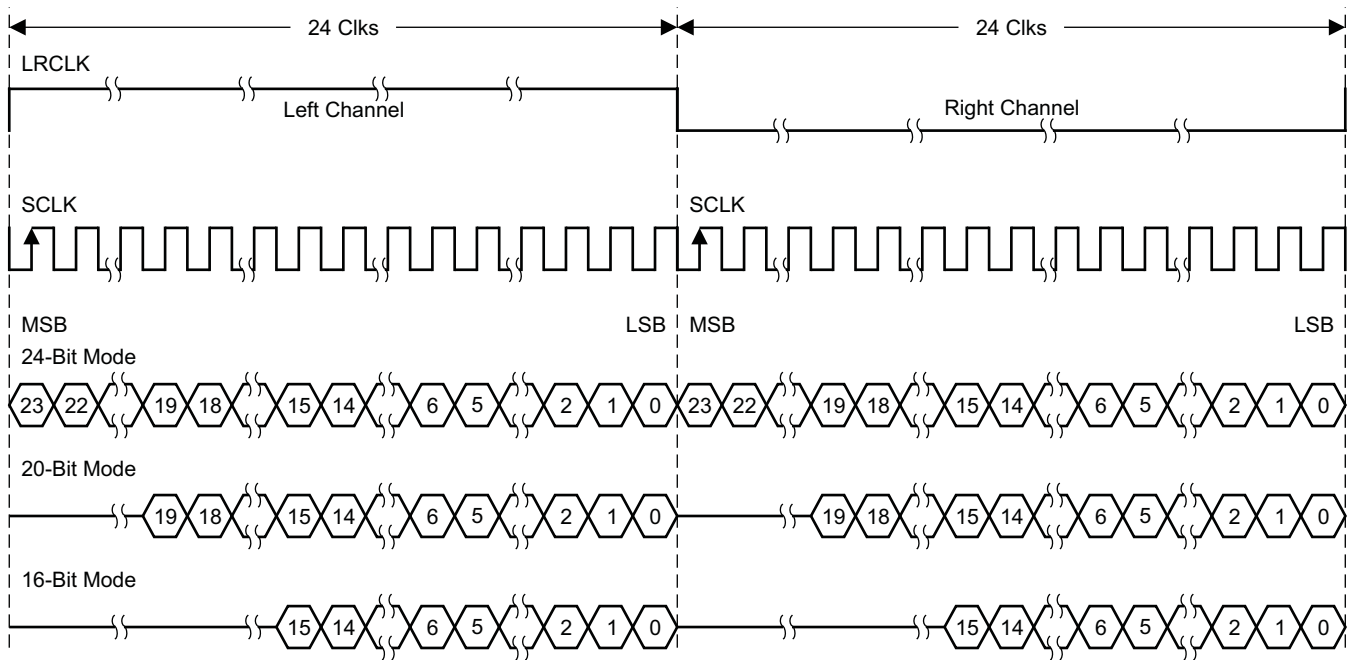 24 Clks 24 Clks
LRCLK
Left Channel Right Channel
SCLK SCLK
MSB LSB MSB LSB
24-Bit Mode
23 22 19 18 15 14 6 5 2 1 0 23 22 19 18 15 14 6 5 2 1 0
20-Bit Mode
19 18 15 14 6 5 2 1 0 19 18 15 14 6 5 2 1 0
16-Bit Mode
15 14 6 5 2 1 0 15 14 6 5 2 1 0